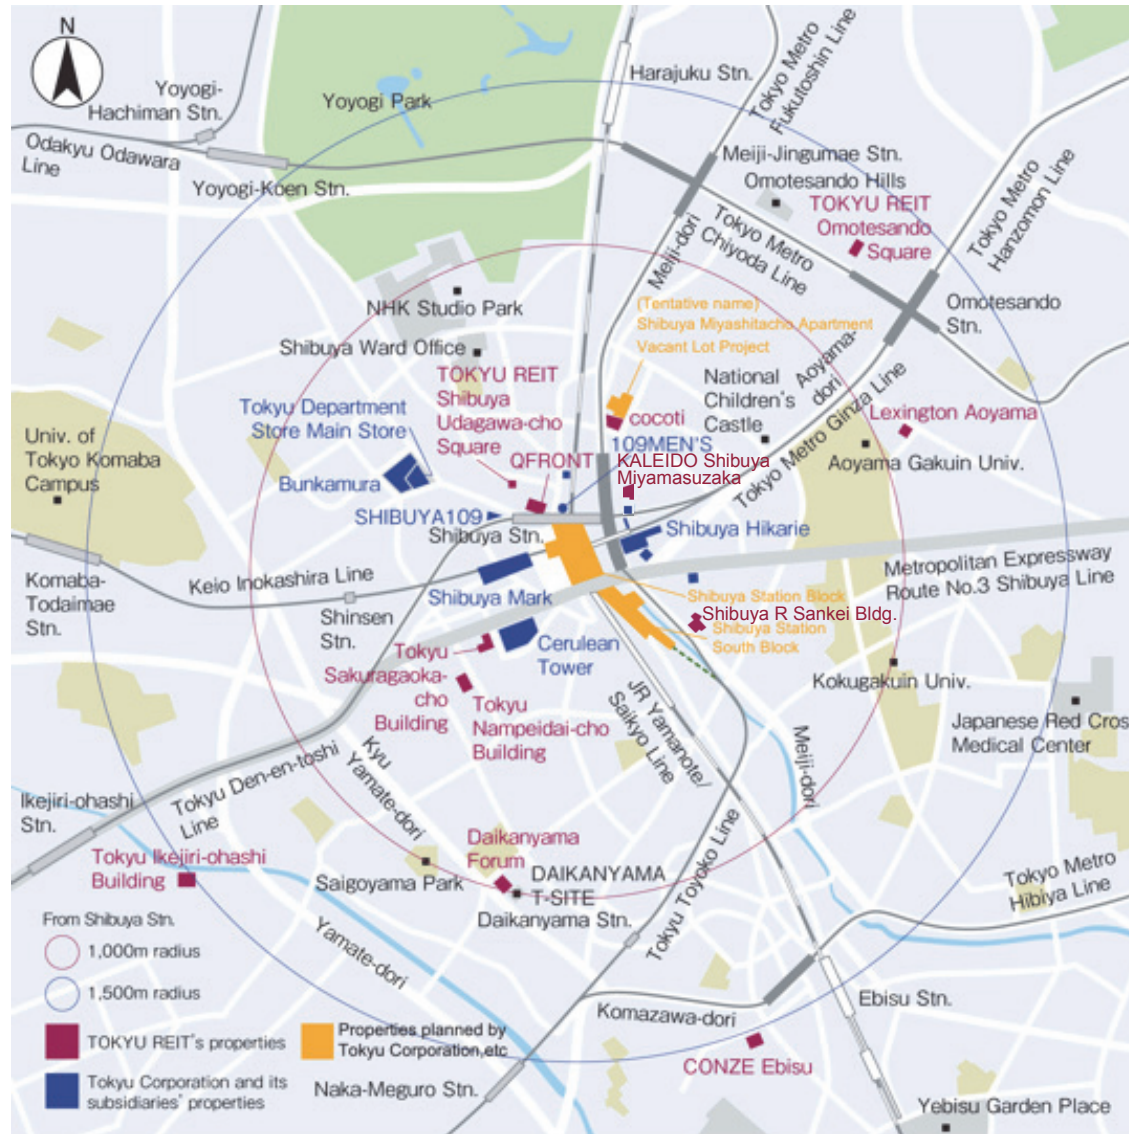 N
Yoyogi-
Hachiman Stn.
Odakyu Odawara
Line
Yoyogi-Koen Stn.
Yoyogi Park
Harajuku Stn.
Tokyo Metro
Fukutoshin Line
Meiji-Jingumae Stn.
Omotesando Hills
TOKYU REIT
Omotesando
Square
Tokyo Metro
Hanzomon Line
Tokyo Metro
Chiyoda Line
Meiji-dori
Omotesando
Stn.
NHK Studio Park
Shibuya Ward Office
(Tentative name)
Shibuya Miyashitacho Apartment
Vacant Lot Project
TOKYU REIT
Shibuya
Udagawa-cho
Square
Tokyu Department
Store Main Store
Bunkamura
National
Children's
Castle
Aoyama-
dori
Tokyo Metro Ginza Line
Lexington Aoyama
Aoyama Gakuin Univ.
Univ. of
Tokyo Komaba
Campus
cocoti
109MEN'S
QFRONT
KALEIDO Shibuya
Miyamasuzaka
SHIBUYA109
Shibuya Stn.
Shibuya Hikarie
Metropolitan Expressway
Route No.3 Shibuya Line
Keio Inokashira Line
Komaba-
Todaimae
Stn.
Shinsen
Stn.
Shibuya Mark
Shibuya Station Block
Shibuya R Sankei Bldg.
Shibuya Station
South Block
Cerulean
Tower
Tokyu
Sakuragaoka-
cho
Building
Tokyu
Nampeidai-cho
Building
Kokugakuin Univ.
Japanese Red Cros
Medical Center
JR Yamanote/
Saikyo Line
Meiji-dori
Kyu
Yamate-dori
Tokyu Den-en-toshi
Line
Ikejiri-ohashi
Stn.
Tokyu Ikejiri-ohashi
Building
Daikanyama
Forum
Saigoyama Park
DAIKANYAMA
T-SITE
Daikanyama Stn.
Tokyu Toyoko Line
Tokyo Metro
Hibiya Line
Yamate-dori
Komazawa-dori
Ebisu Stn.
CONZE Ebisu
Naka-Meguro Stn.
Yebisu Garden Place
From Shibuya Stn.
1,000m radius
1,500m radius
TOKYU REIT's properties
Properties planned by
Tokyu Corporation,etc
Tokyu Corporation and its
subsidiaries' properties